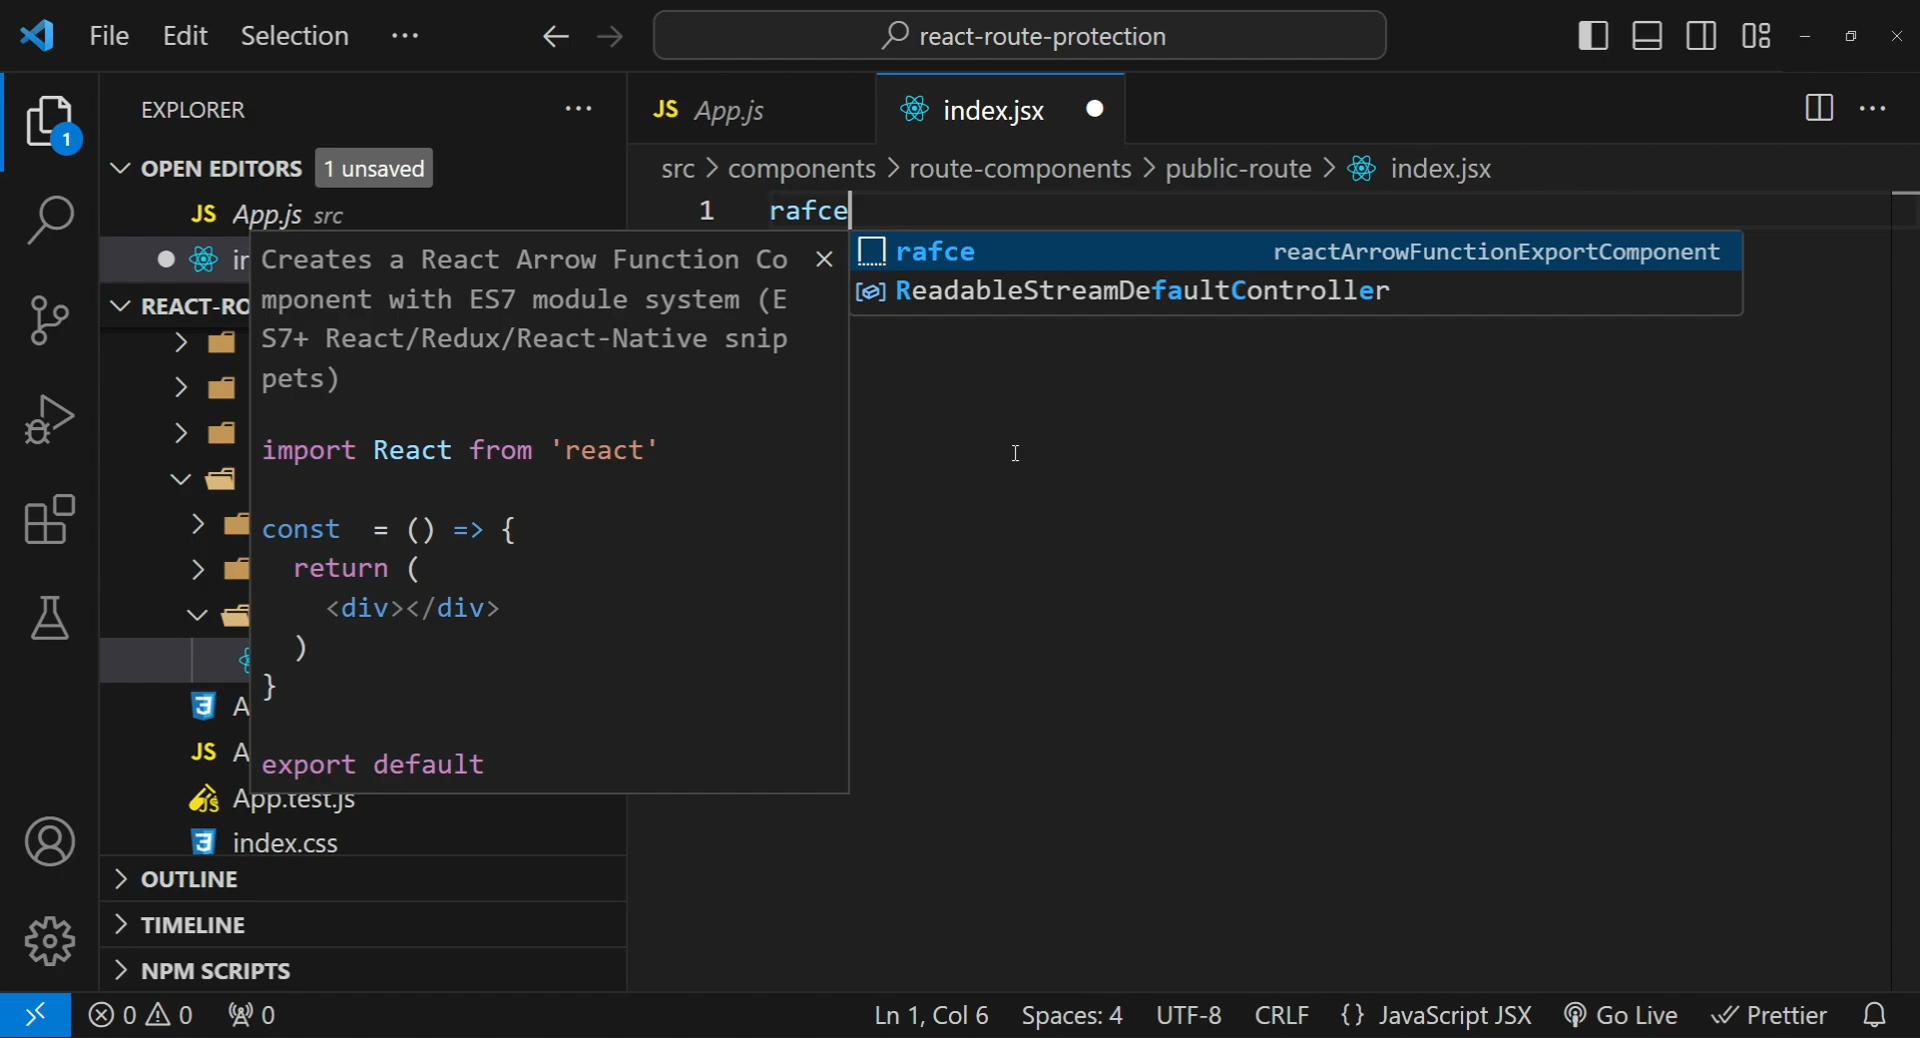 File Edit Selection ···
react-route-protection
EXPLORER ···
1
OPEN EDITORS 1 unsaved
JS App.js src
REACT-RO
App.test.js
index.css
OUTLINE
TIMELINE
NPM SCRIPTS
JS App.js
index.jsx
src > components > route-components > public-route > index.jsx
1 rafce
rafce reactArrowFunctionExportComponent
ReadableStreamDefaultController
Creates a React Arrow Function Co
mponent with ES7 module system (E
S7+ React/Redux/React-Native snip
pets)
import React from 'react'
const = () => {
return (
<div></div>
)
}
export default
0 0 0
Ln 1, Col 6 Spaces: 4 UTF-8 CRLF {} JavaScript JSX Go Live Prettier